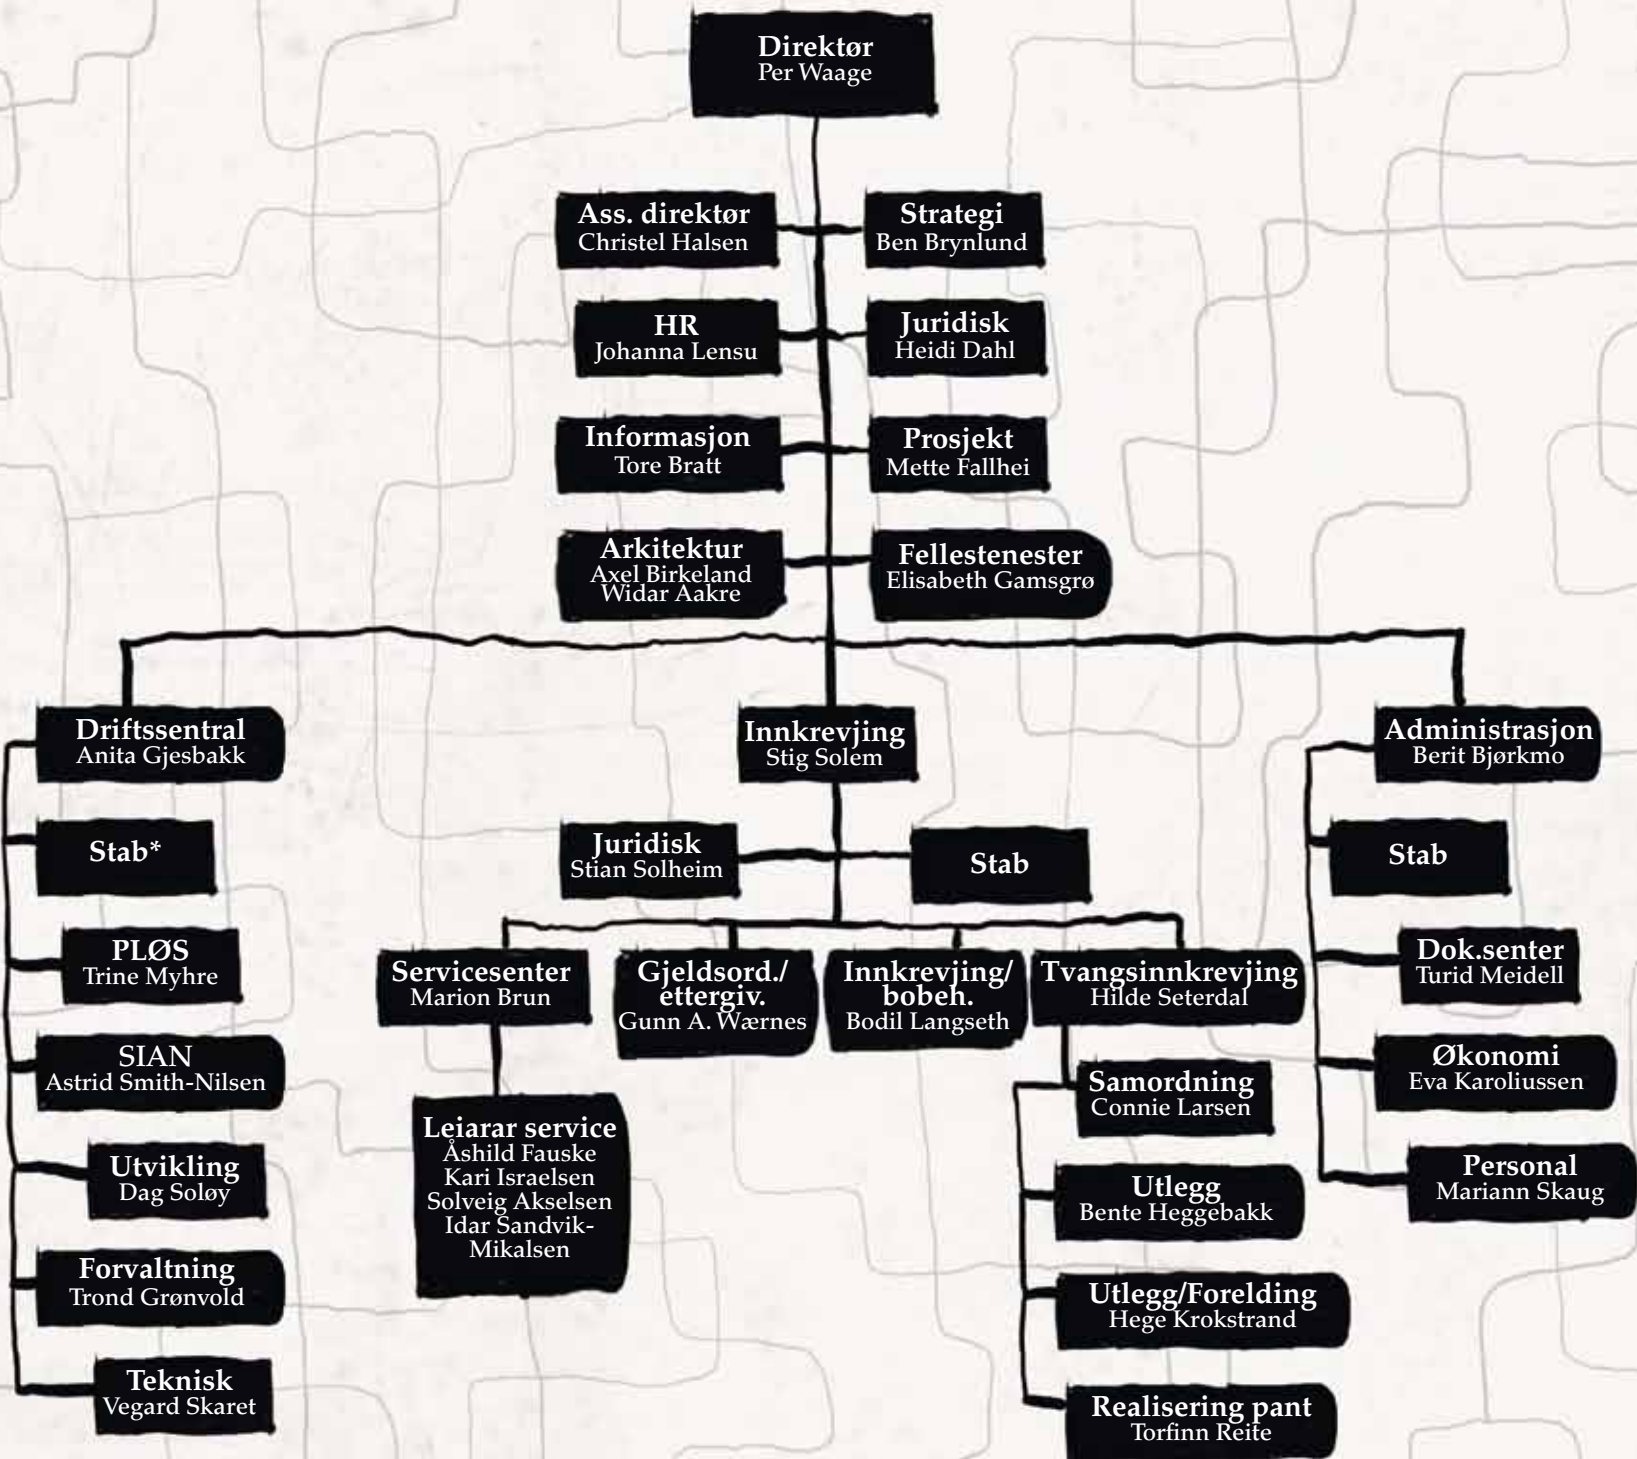 Direktør
Per Waage
Ass. direktør
Christel Halsen
Strategi
Ben Brynlund
HR
Johanna Lensu
Juridisk
Heidi Dahl
Informasjon
Tore Bratt
Prosjekt
Mette Fallhei
Arkitektur
Axel Birkeland
Widar Aakre
Fellestenester
Elisabeth Gamsgrø
Driftssentral
Anita Gjesbakk
Stab*
PLØS
Trine Myhre
SIAN
Astrid Smith-Nilsen
Utvikling
Dag Soløy
Forvaltning
Trond Grønvold
Teknisk
Vegard Skaret
Innkrevjing
Stig Solem
Juridisk
Stian Solheim
Stab
Servicesenter
Marion Brun
Leiarar service
Åshild Fauske
Kari Israelsen
Solveig Akselsen
Idar Sandvik-
Mikalsen
Gjeldsord./
ettergiv.
Gunn A. Wærnes
Innkrevjing/
bobeh.
Bodil Langseth
Tvangsinnkrevjing
Hilde Seterdal
Samordning
Connie Larsen
Utlegg
Bente Heggebakk
Utlegg/Forelding
Hege Krokstrand
Realisering pant
Torfinn Reite
Administrasjon
Berit Bjørkmo
Stab
Dok.senter
Turid Meidell
Økonomi
Eva Karoliussen
Personal
Mariann Skaug